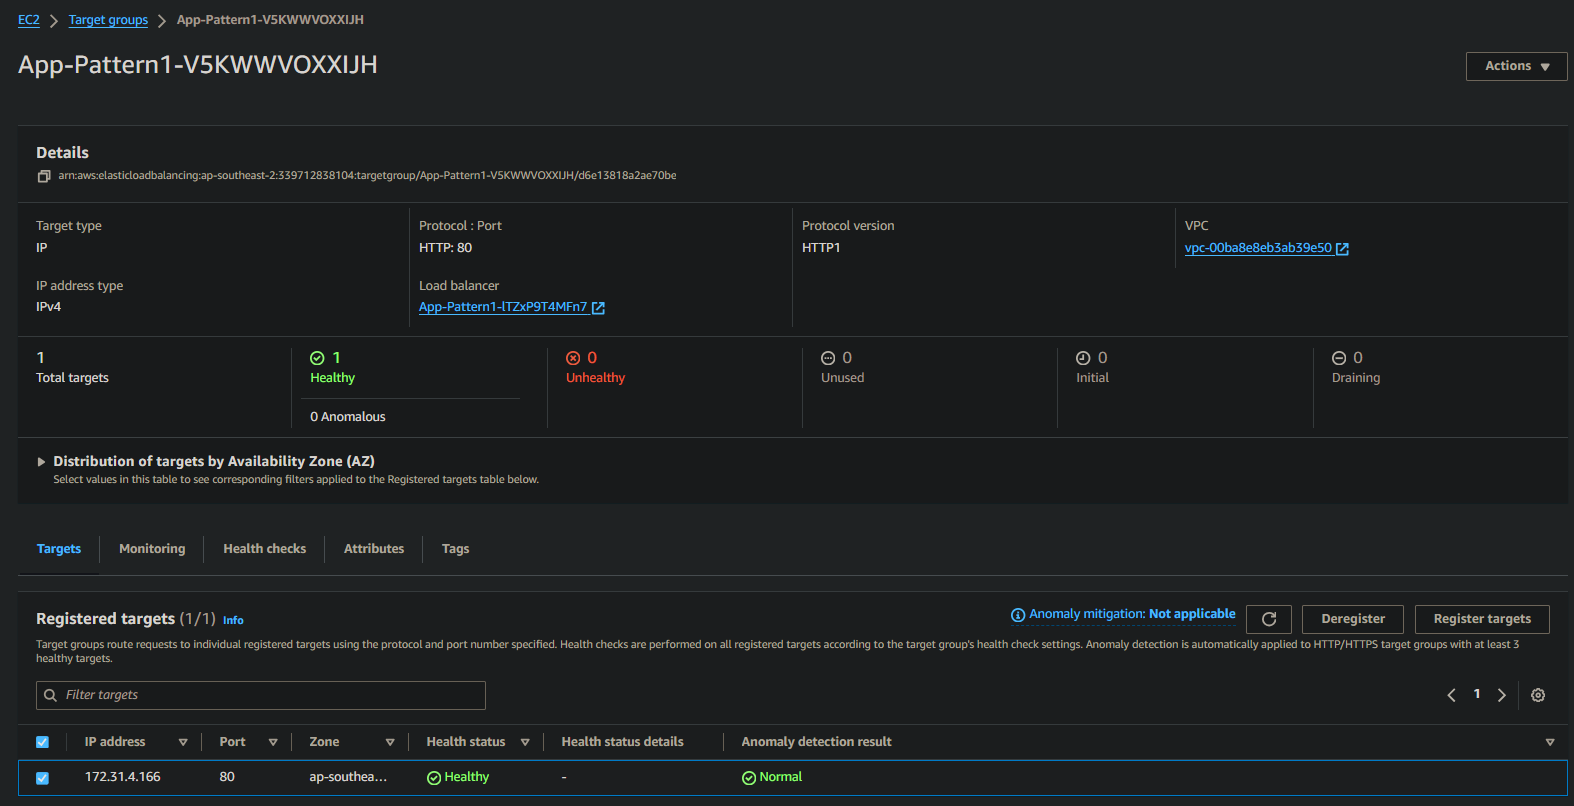 EC2 > Target groups > App-Pattern1-V5KWWVOXXIJH
App-Pattern1-V5KWWVOXXIJH
Actions
Details
arn:aws:elasticloadbalancing:ap-southeast-2:339712838104:targetgroup/App-Pattern1-V5KWWVOXXIJH/d6e13818a2ae70be
Target type
IP
Protocol : Port
HTTP: 80
Protocol version
HTTP1
VPC
vpc-00ba8e8eb3ab39e50
IP address type
IPv4
Load balancer
App-Pattern1-lTZxP9T4MFn7
1
Total targets
1
Healthy
0 Anomalous
0
Unhealthy
0
Unused
0
Initial
0
Draining
Distribution of targets by Availability Zone (AZ)
Select values in this table to see corresponding filters applied to the Registered targets table below.
Targets
Monitoring
Health checks
Attributes
Tags
Registered targets (1/1) Info
Anomaly mitigation: Not applicable
Deregister
Register targets
Target groups route requests to individual registered targets using the protocol and port number specified. Health checks are performed on all registered targets according to the target group's health check settings. Anomaly detection is automatically applied to HTTP/HTTPS target groups with at least 3
healthy targets.
Filter targets
1
IP address Port Zone Health status Health status details Anomaly detection result
172.31.4.166 80 ap-southea... Healthy - Normal